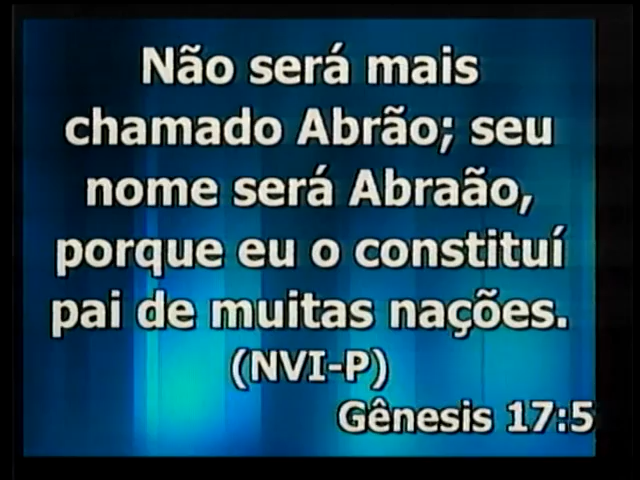 Não será mais
chamado Abrão; seu
nome será Abraão,
porque eu o constituí
pai de muitas nações.
(NVI-P)
Gênesis 17:5